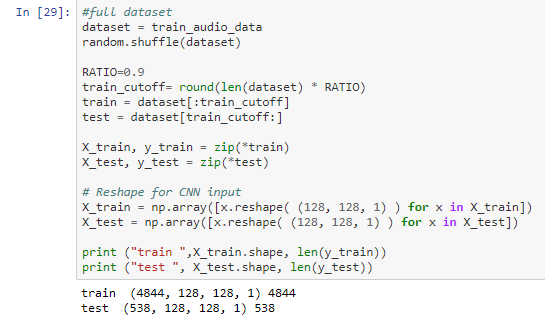 In [29]: #full dataset
dataset = train_audio_data
random.shuffle(dataset)
RATIO=0.9
train_cutoff= round(len(dataset) * RATIO)
train = dataset[:train_cutoff]
test = dataset[train_cutoff:]
X_train, y_train = zip(*train)
X_test, y_test = zip(*test)
# Reshape for CNN input
X_train = np.array([x.reshape( (128, 128, 1) ) for x in X_train])
X_test = np.array([x.reshape( (128, 128, 1) ) for x in X_test])
print ("train ",X_train.shape, len(y_train))
print ("test ", X_test.shape, len(y_test))
train  (4844, 128, 128, 1) 4844
test  (538, 128, 128, 1) 538